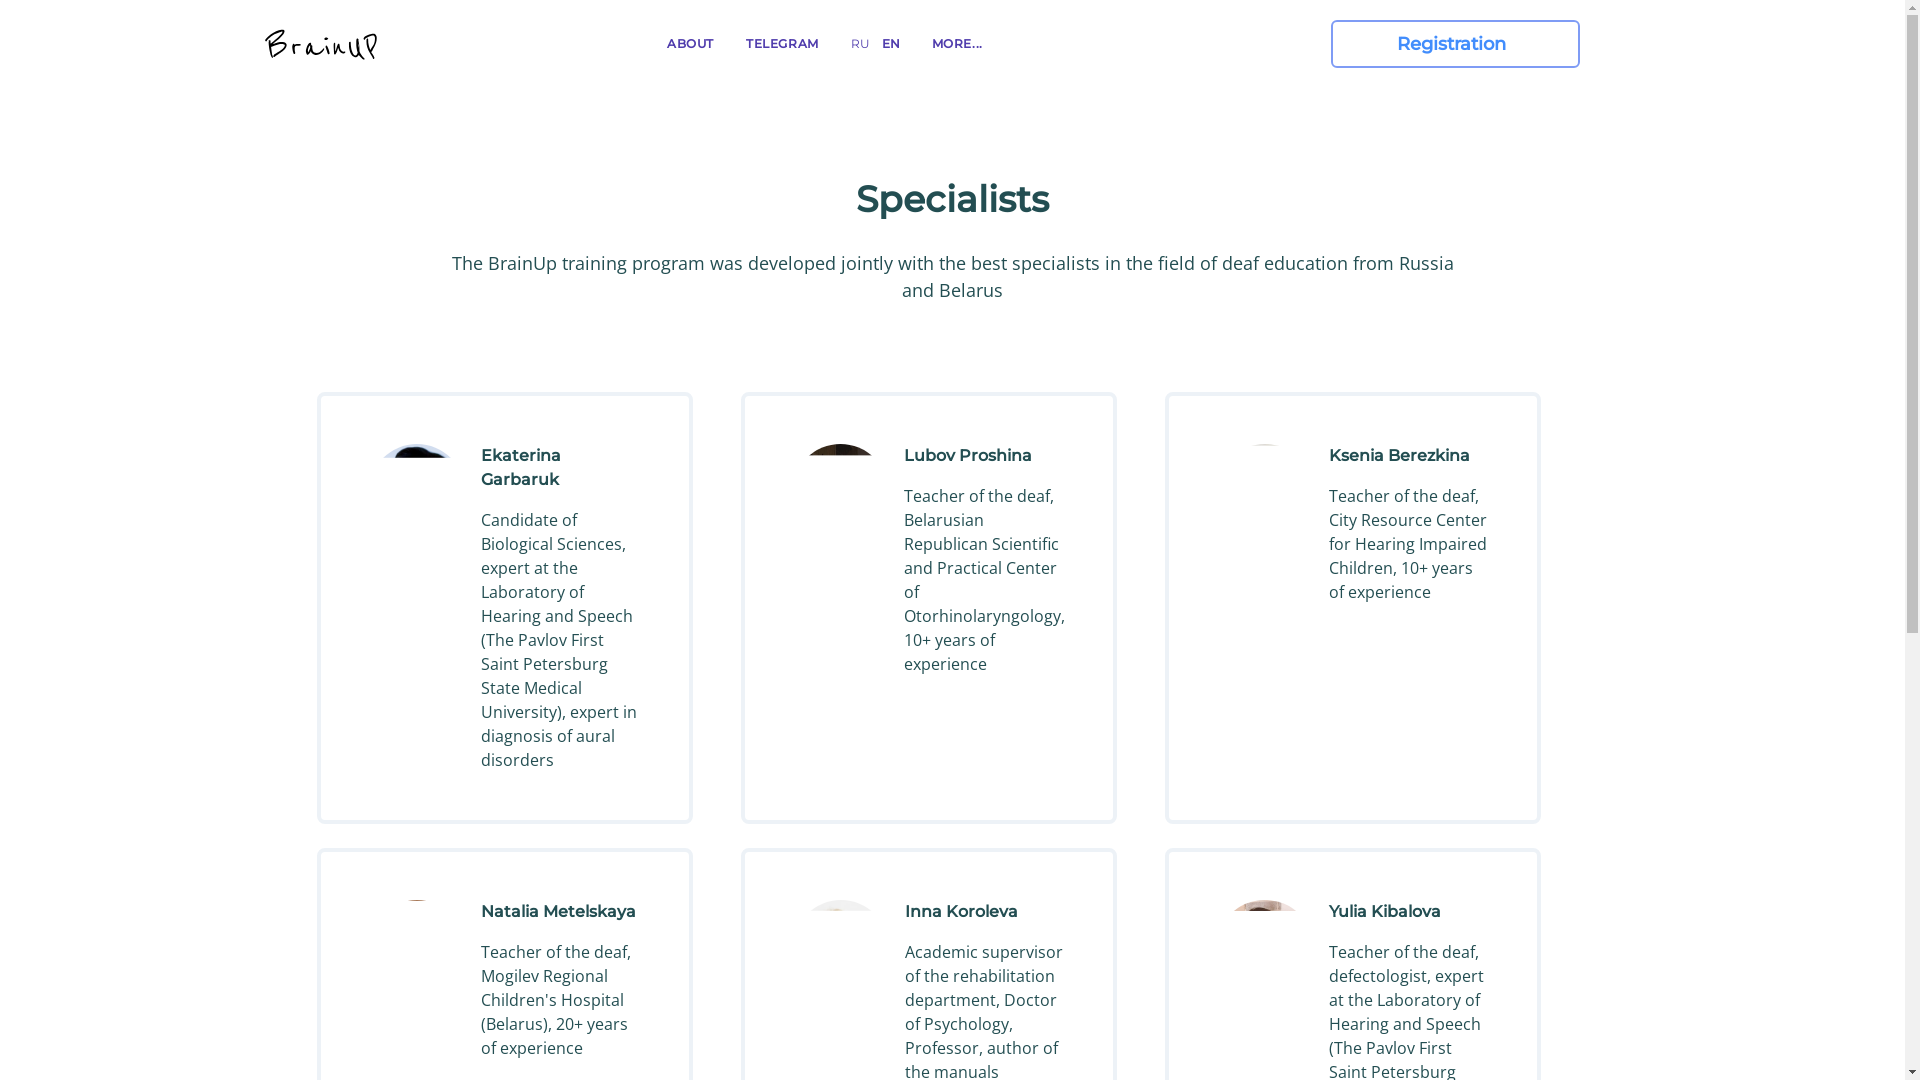 BrainUP
ABOUT
TELEGRAM
RU
EN
MORE...
Registration
Specialists
The BrainUp training program was developed jointly with the best specialists in the field of deaf education from Russia
and Belarus
Ekaterina
Garbaruk
Candidate of
Biological Sciences,
expert at the
Laboratory of
Hearing and Speech
(The Pavlov First
Saint Petersburg
State Medical
University), expert in
diagnosis of aural
disorders
Lubov Proshina
Teacher of the deaf,
Belarusian
Republican Scientific
and Practical Center
of
Otorhinolaryngology,
10+ years of
experience
Ksenia Berezkina
Teacher of the deaf,
City Resource Center
for Hearing Impaired
Children, 10+ years
of experience
Natalia Metelskaya
Teacher of the deaf,
Mogilev Regional
Children's Hospital
(Belarus), 20+ years
of experience
Inna Koroleva
Academic supervisor
of the rehabilitation
department, Doctor
of Psychology,
Professor, author of
the manuals
Yulia Kibalova
Teacher of the deaf,
defectologist, expert
at the Laboratory of
Hearing and Speech
(The Pavlov First
Saint Petersburg